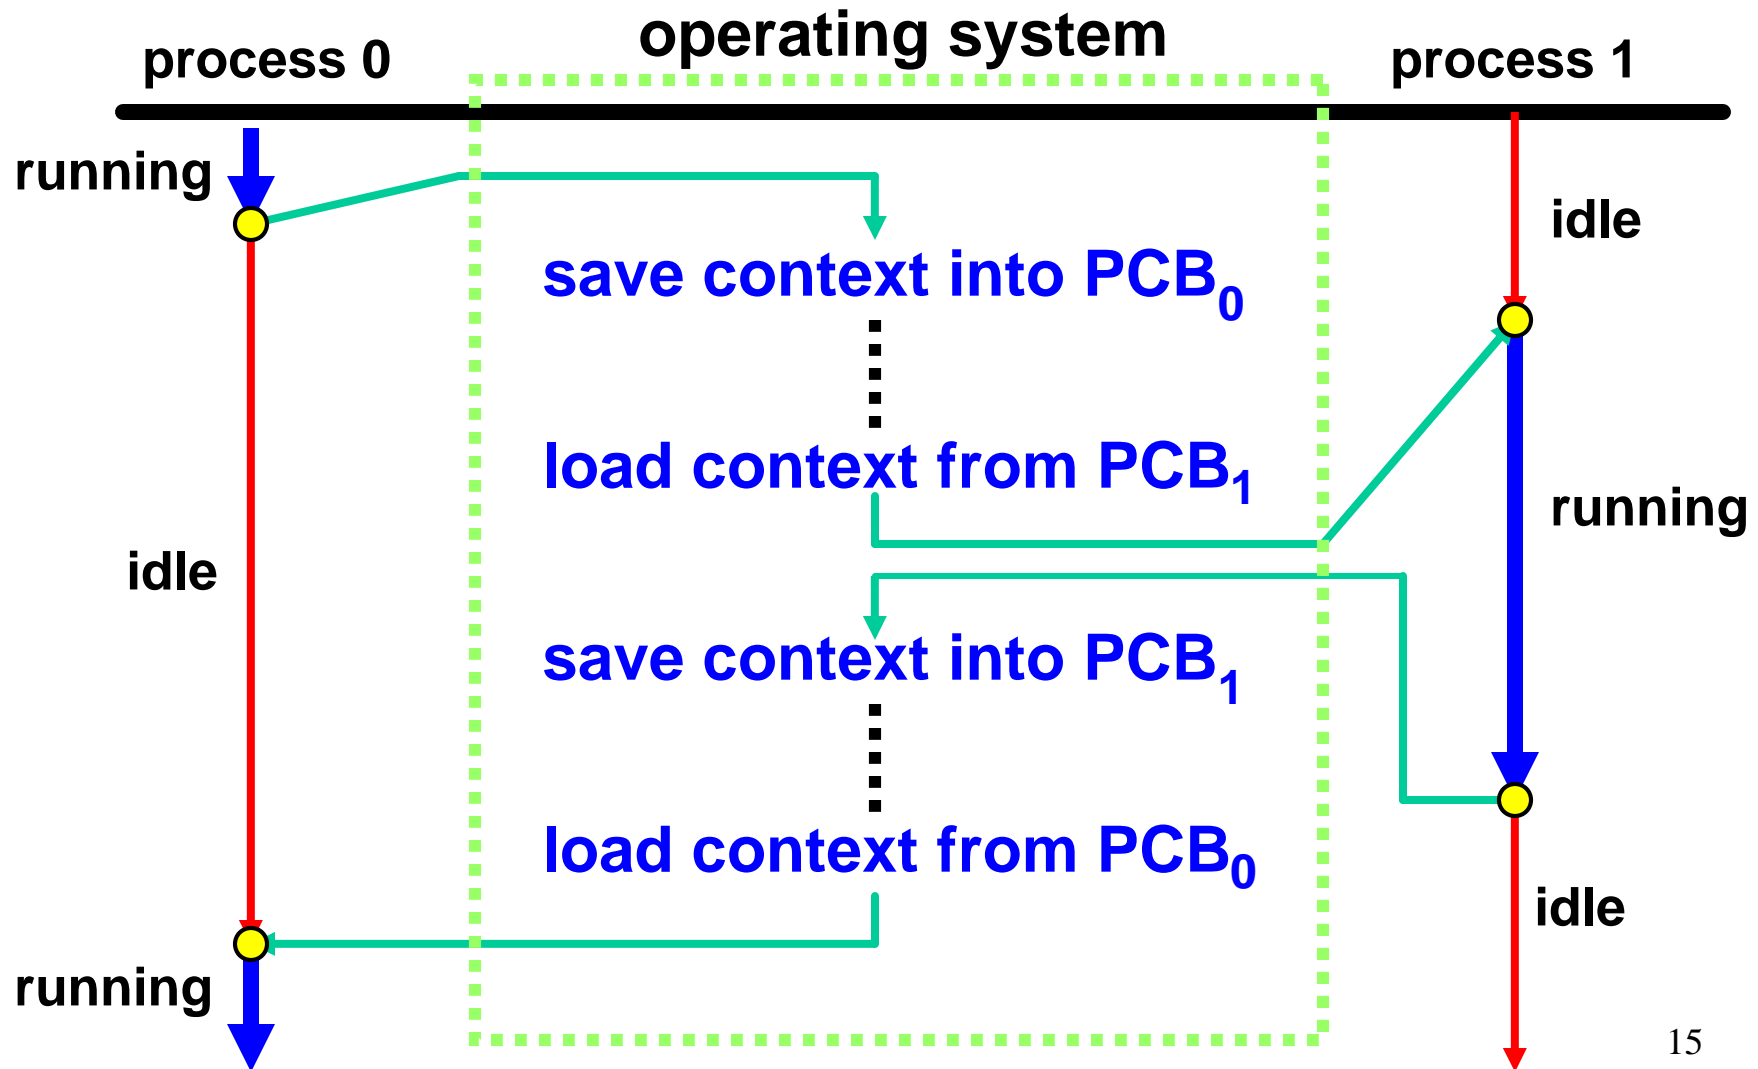 operating system
process 0
process 1
running
idle
save context into PCB0
load context from PCB1
running
idle
save context into PCB1
load context from PCB0
idle
running
15